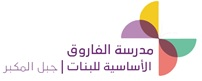 مدرسة الفاروق
الأساسية للبنات | جبل المكبر